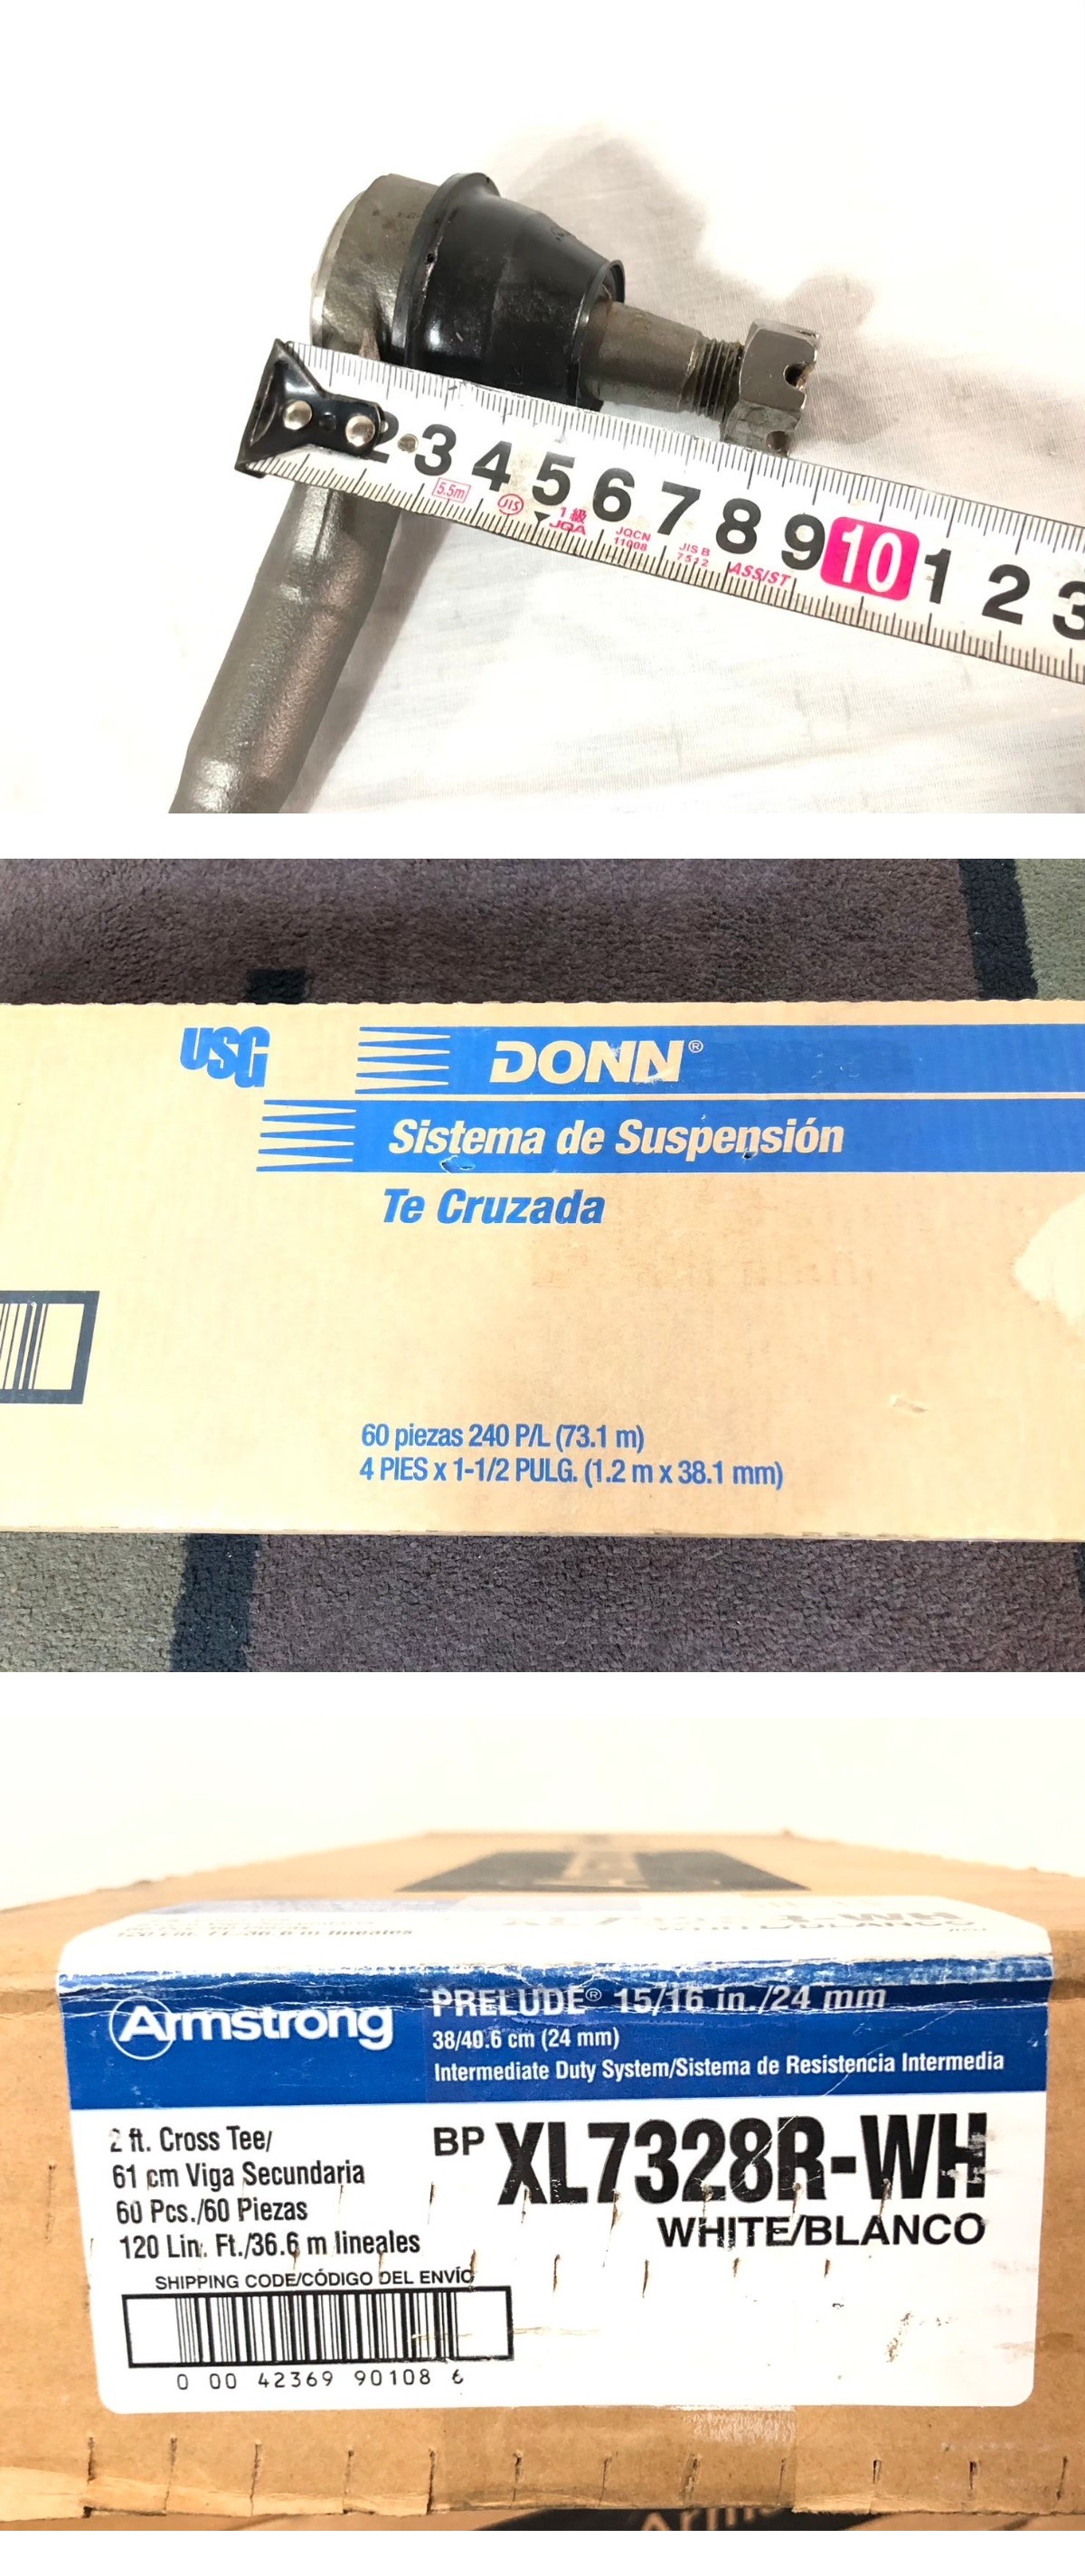 2 3 4 5 6 7 8 9 10 1 2 3
5.5m
JIS
1級
JQA
JQCN
11008
JIS B
7512
ASSIST
USG
DONN®
Sistema de Suspensión
Te Cruzada
60 piezas 240 P/L (73.1 m)
4 PIES x 1-1/2 PULG. (1.2 m x 38.1 mm)
Armstrong
PRELUDE® 15/16 in./24 mm
38/40.6 cm (24 mm)
Intermediate Duty System/Sistema de Resistencia Intermedia
2 ft. Cross Tee/
61 cm Viga Secundaria
60 Pcs./60 Piezas
120 Lin. Ft./36.6 m lineales
BP XL7328R-WH
WHITE/BLANCO
SHIPPING CODE/CÓDIGO DEL ENVÍO
0 00 42369 90108 6